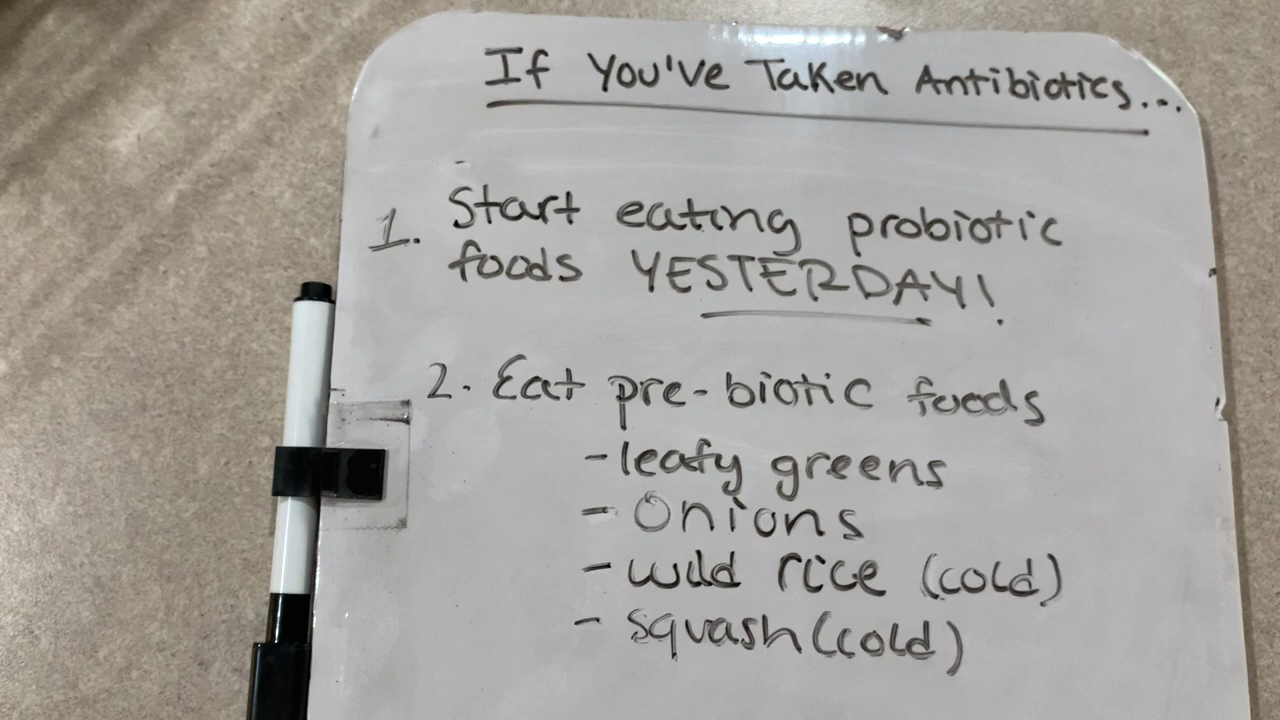 If You've Taken Antibiotics...
1. Start eating probiotic
foods YESTERDAY!
2. Eat pre-biotic foods
- leafy greens
- Onions
- wild rice (cold)
- squash (cold)